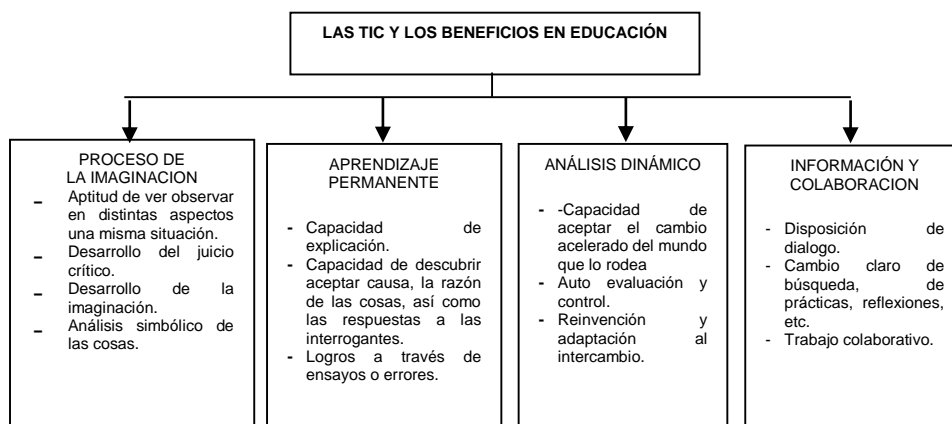 LAS TIC Y LOS BENEFICIOS EN EDUCACIÓN
PROCESO DE
LA IMAGINACION
- Aptitud de ver observar
en distintas aspectos
una misma situación.
- Desarrollo del juicio
crítico.
- Desarrollo de la
imaginación.
- Análisis simbólico de
las cosas.
APRENDIZAJE
PERMANENTE
- Capacidad de
explicación.
- Capacidad de descubrir
aceptar causa, la razón
de las cosas, así como
las respuestas a las
interrogantes.
- Logros a través de
ensayos o errores.
ANÁLISIS DINÁMICO
- -Capacidad de
aceptar el cambio
acelerado del mundo
que lo rodea
- Auto evaluación y
control.
- Reinvención y
adaptación al
intercambio.
INFORMACIÓN Y
COLABORACION
- Disposición de
dialogo.
- Cambio claro de
búsqueda, de
prácticas, reflexiones,
etc.
- Trabajo colaborativo.